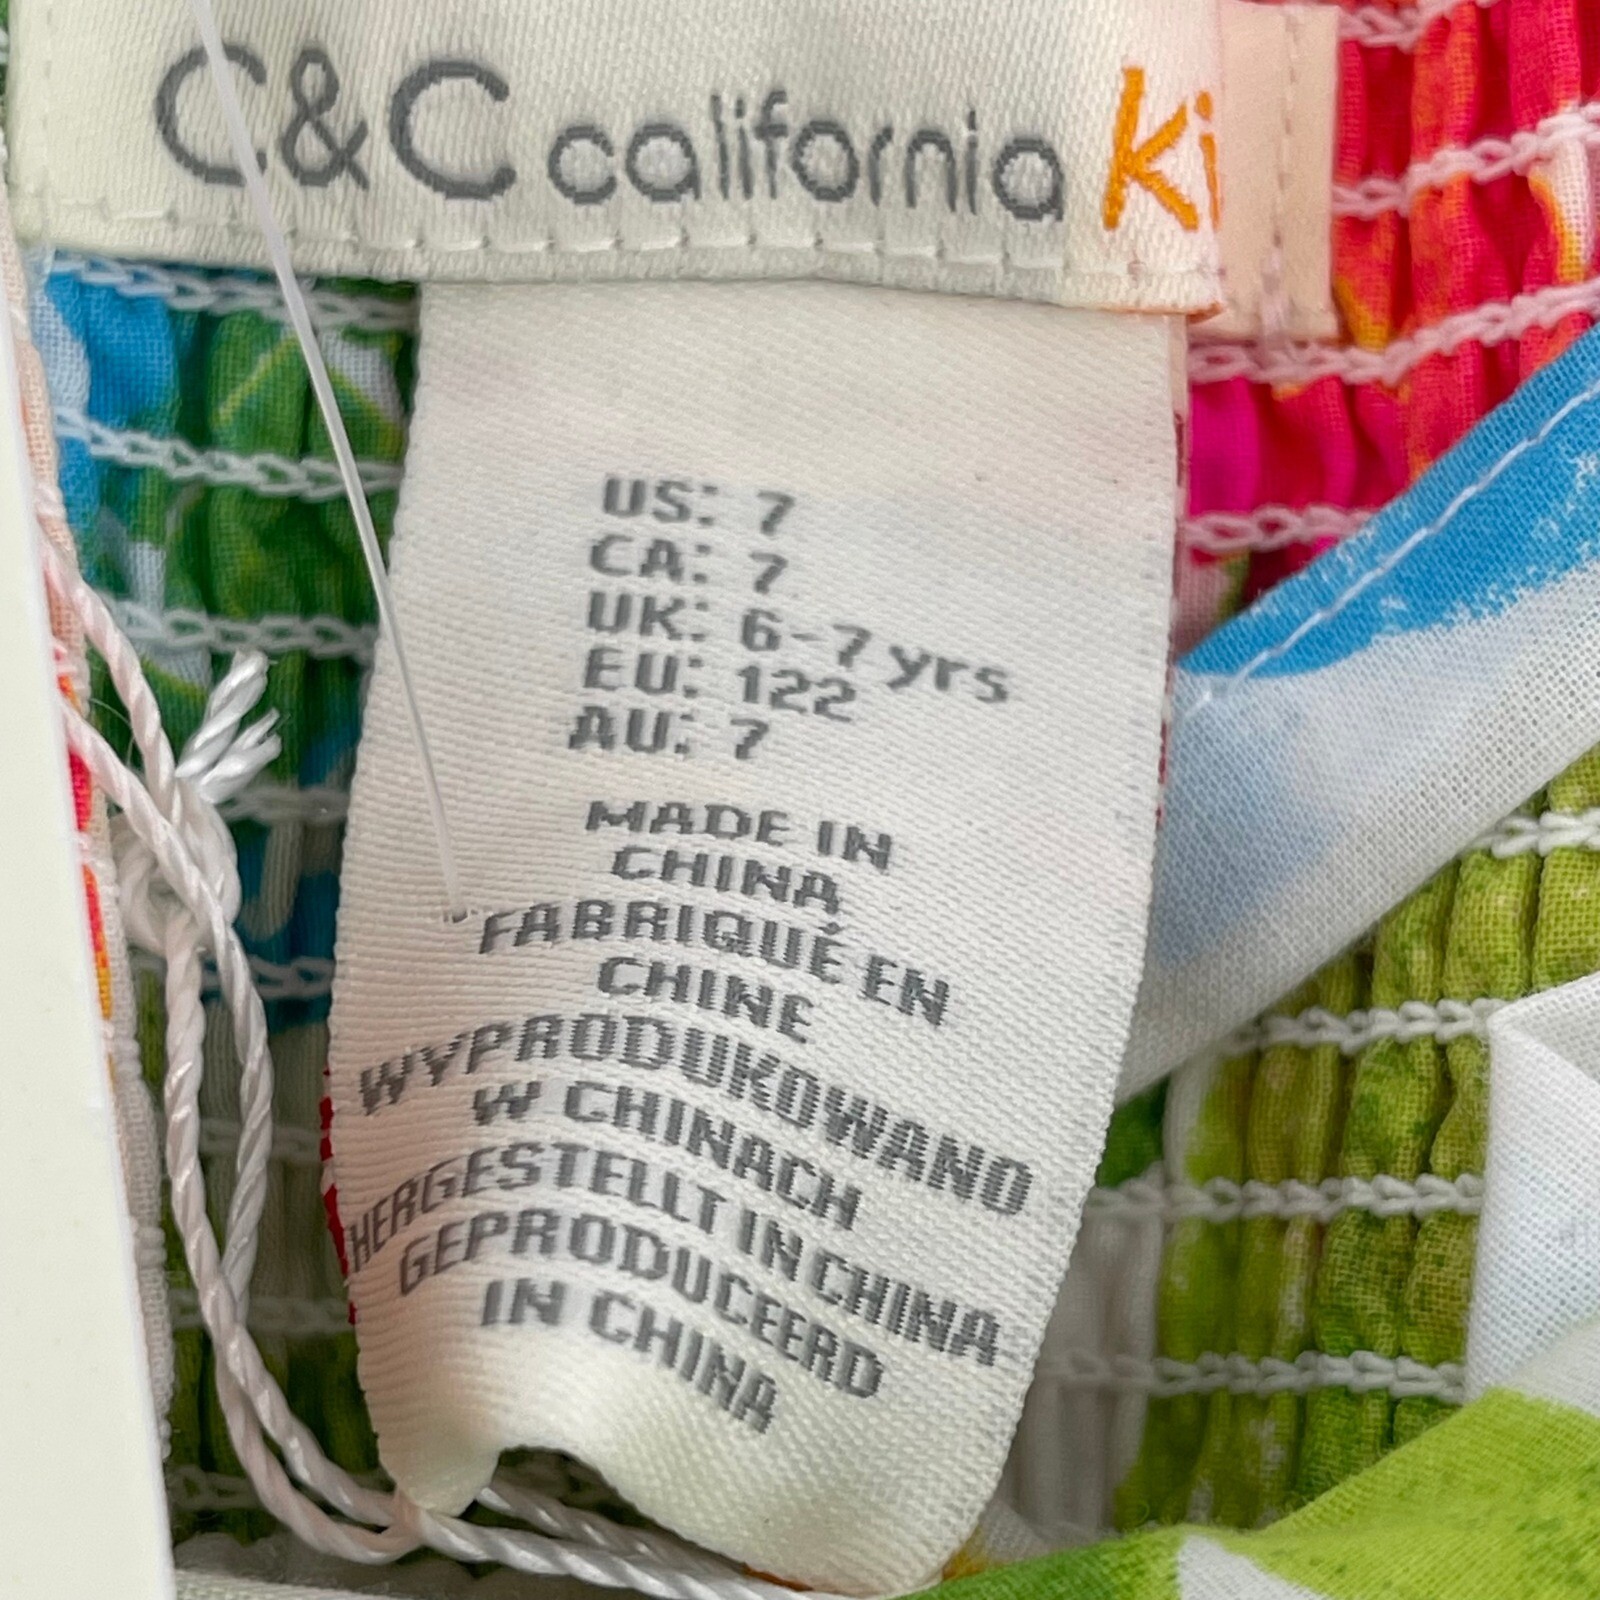 C&C california ki
US: 7
CA: 7
UK: 6-7 yrs
EU: 122
AU: 7
MADE IN
CHINA
FABRIQUÉ EN
CHINE
WYPRODUKOWANO
W CHINACH
HERGESTELLT IN CHINA
GEPRODUCEERD
IN CHINA